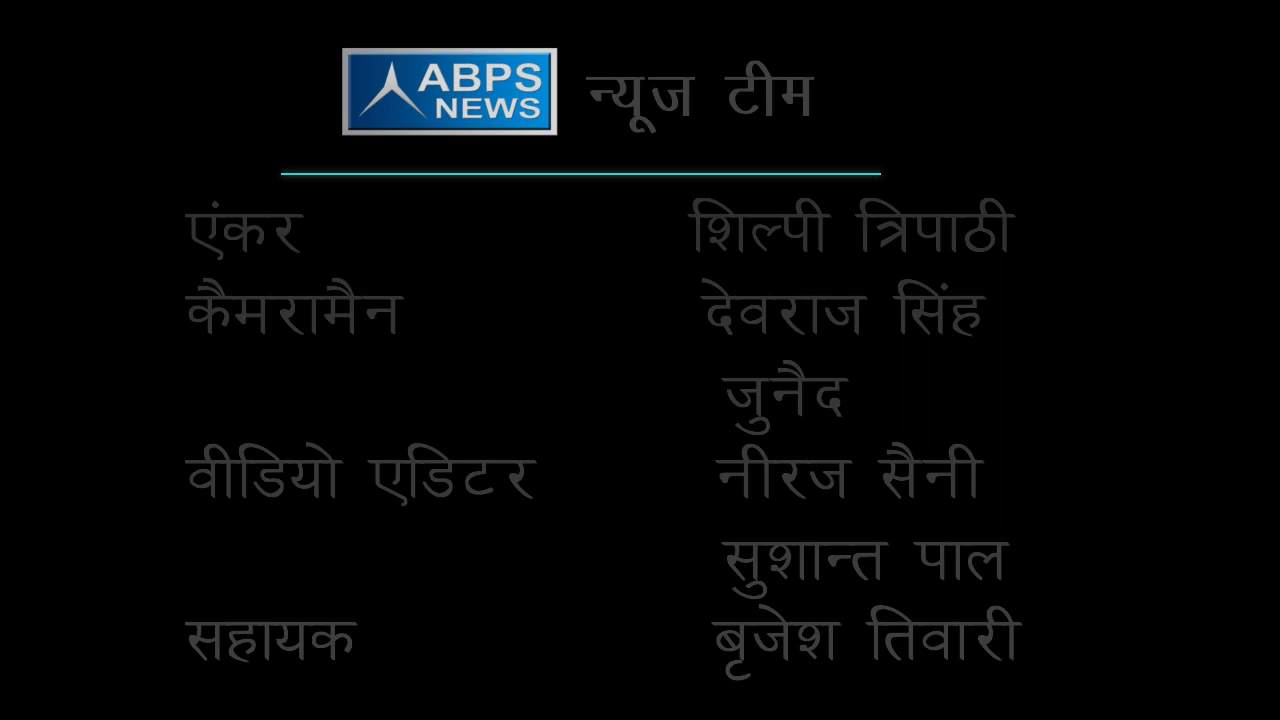 ABPS
NEWS
न्यूज टीम
एंकर शिल्पी त्रिपाठी
कैमरामैन देवराज सिंह
जुनैद
वीडियो एडिटर नीरज सैनी
सुशान्त पाल
सहायक बृजेश तिवारी